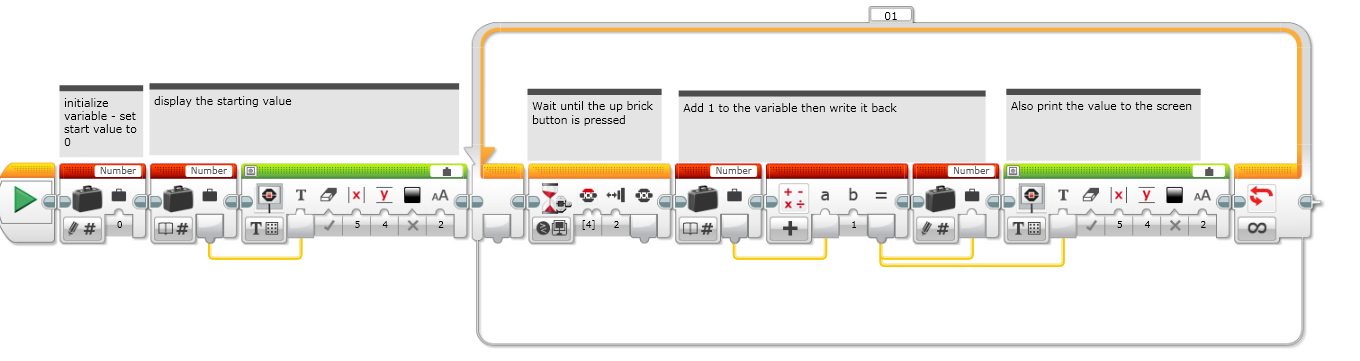 01
initialize
variable - set
start value to
0
display the starting value
Wait until the up brick
button is pressed
Add 1 to the variable then write it back
Also print the value to the screen
Number
Number
Number
Number
T
x
y
AA
a
b
=
T
x
y
AA
#
0
#
T
5
4
2
[4]
2
#
1
#
T
5
4
2